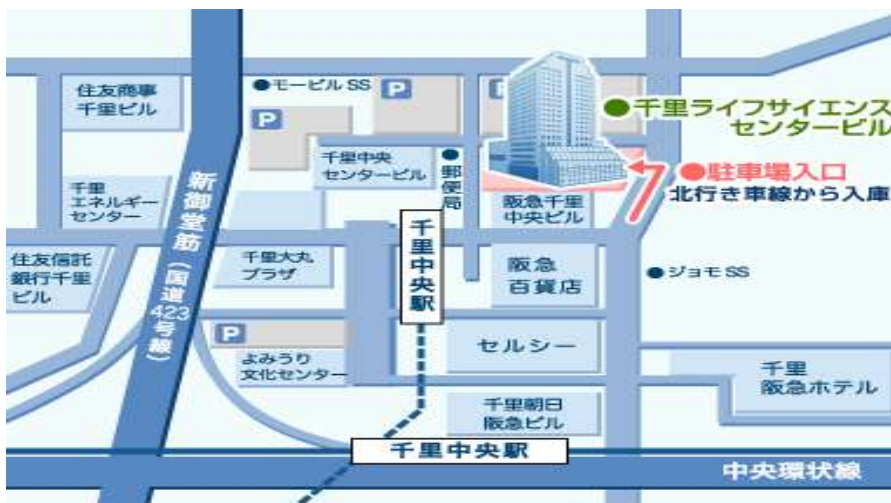 住友商事
千里ビル
●モービルSS
P
P
P
●千里ライフサイエンス
センタービル
千里中央
センタービル
●郵便局
●駐車場入口
北行き車線から入庫
千里
エネルギー
センター
新御堂筋(国道423号線)
阪急千里
中央ビル
千里中央駅
住友信託
銀行千里
ビル
千里大丸
プラザ
阪急
百貨店
●ジョモSS
P
セルシー
よみうり
文化センター
千里
阪急ホテル
千里朝日
阪急ビル
千里中央駅
中央環状線